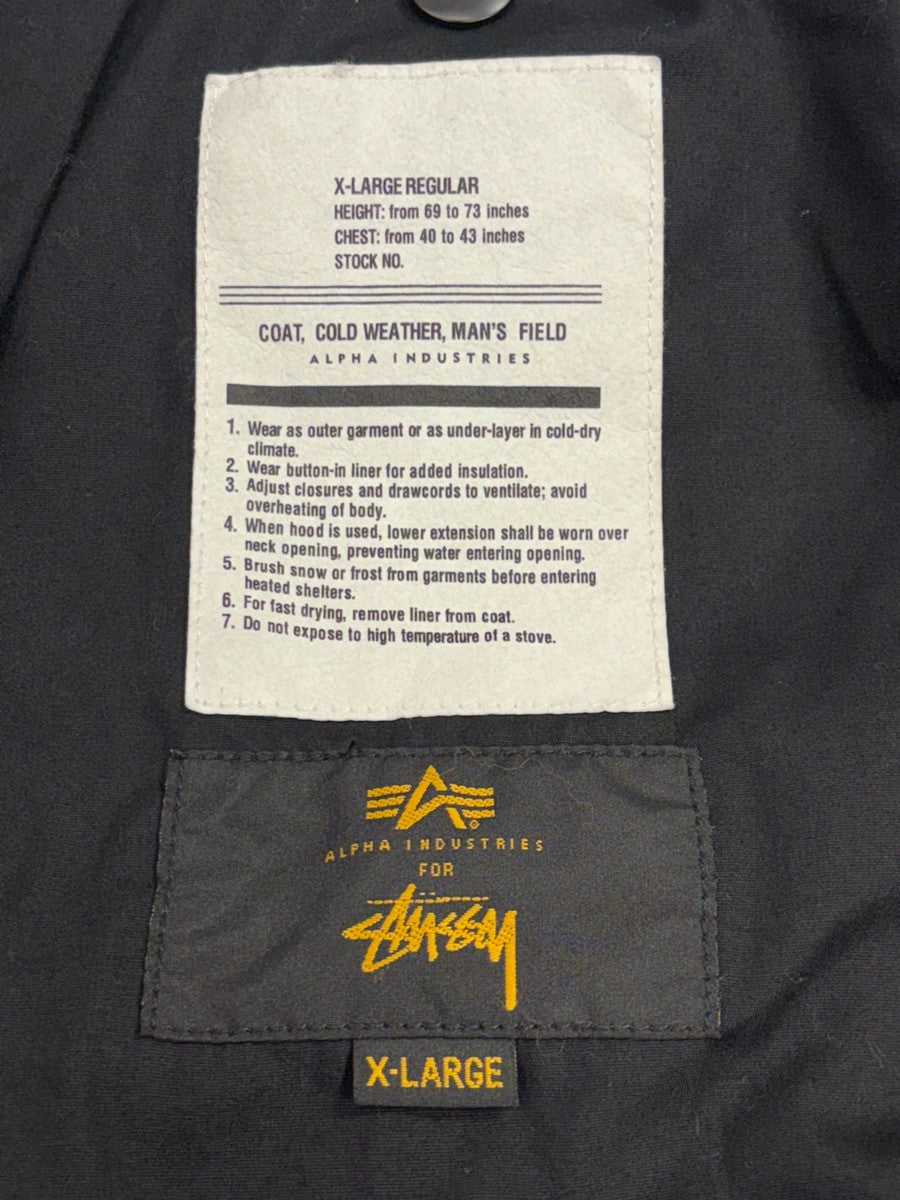 X-LARGE REGULAR
HEIGHT: from 69 to 73 inches
CHEST: from 40 to 43 inches
STOCK NO.
COAT, COLD WEATHER, MAN'S FIELD
ALPHA INDUSTRIES
1. Wear as outer garment or as under-layer in cold-dry
climate.
2. Wear button-in liner for added insulation.
3. Adjust closures and drawcords to ventilate; avoid
overheating of body.
4. When hood is used, lower extension shall be worn over
neck opening, preventing water entering opening.
5. Brush snow or frost from garments before entering
heated shelters.
6. For fast drying, remove liner from coat.
7. Do not expose to high temperature of a stove.
ALPHA INDUSTRIES
FOR
Stüssy
X-LARGE